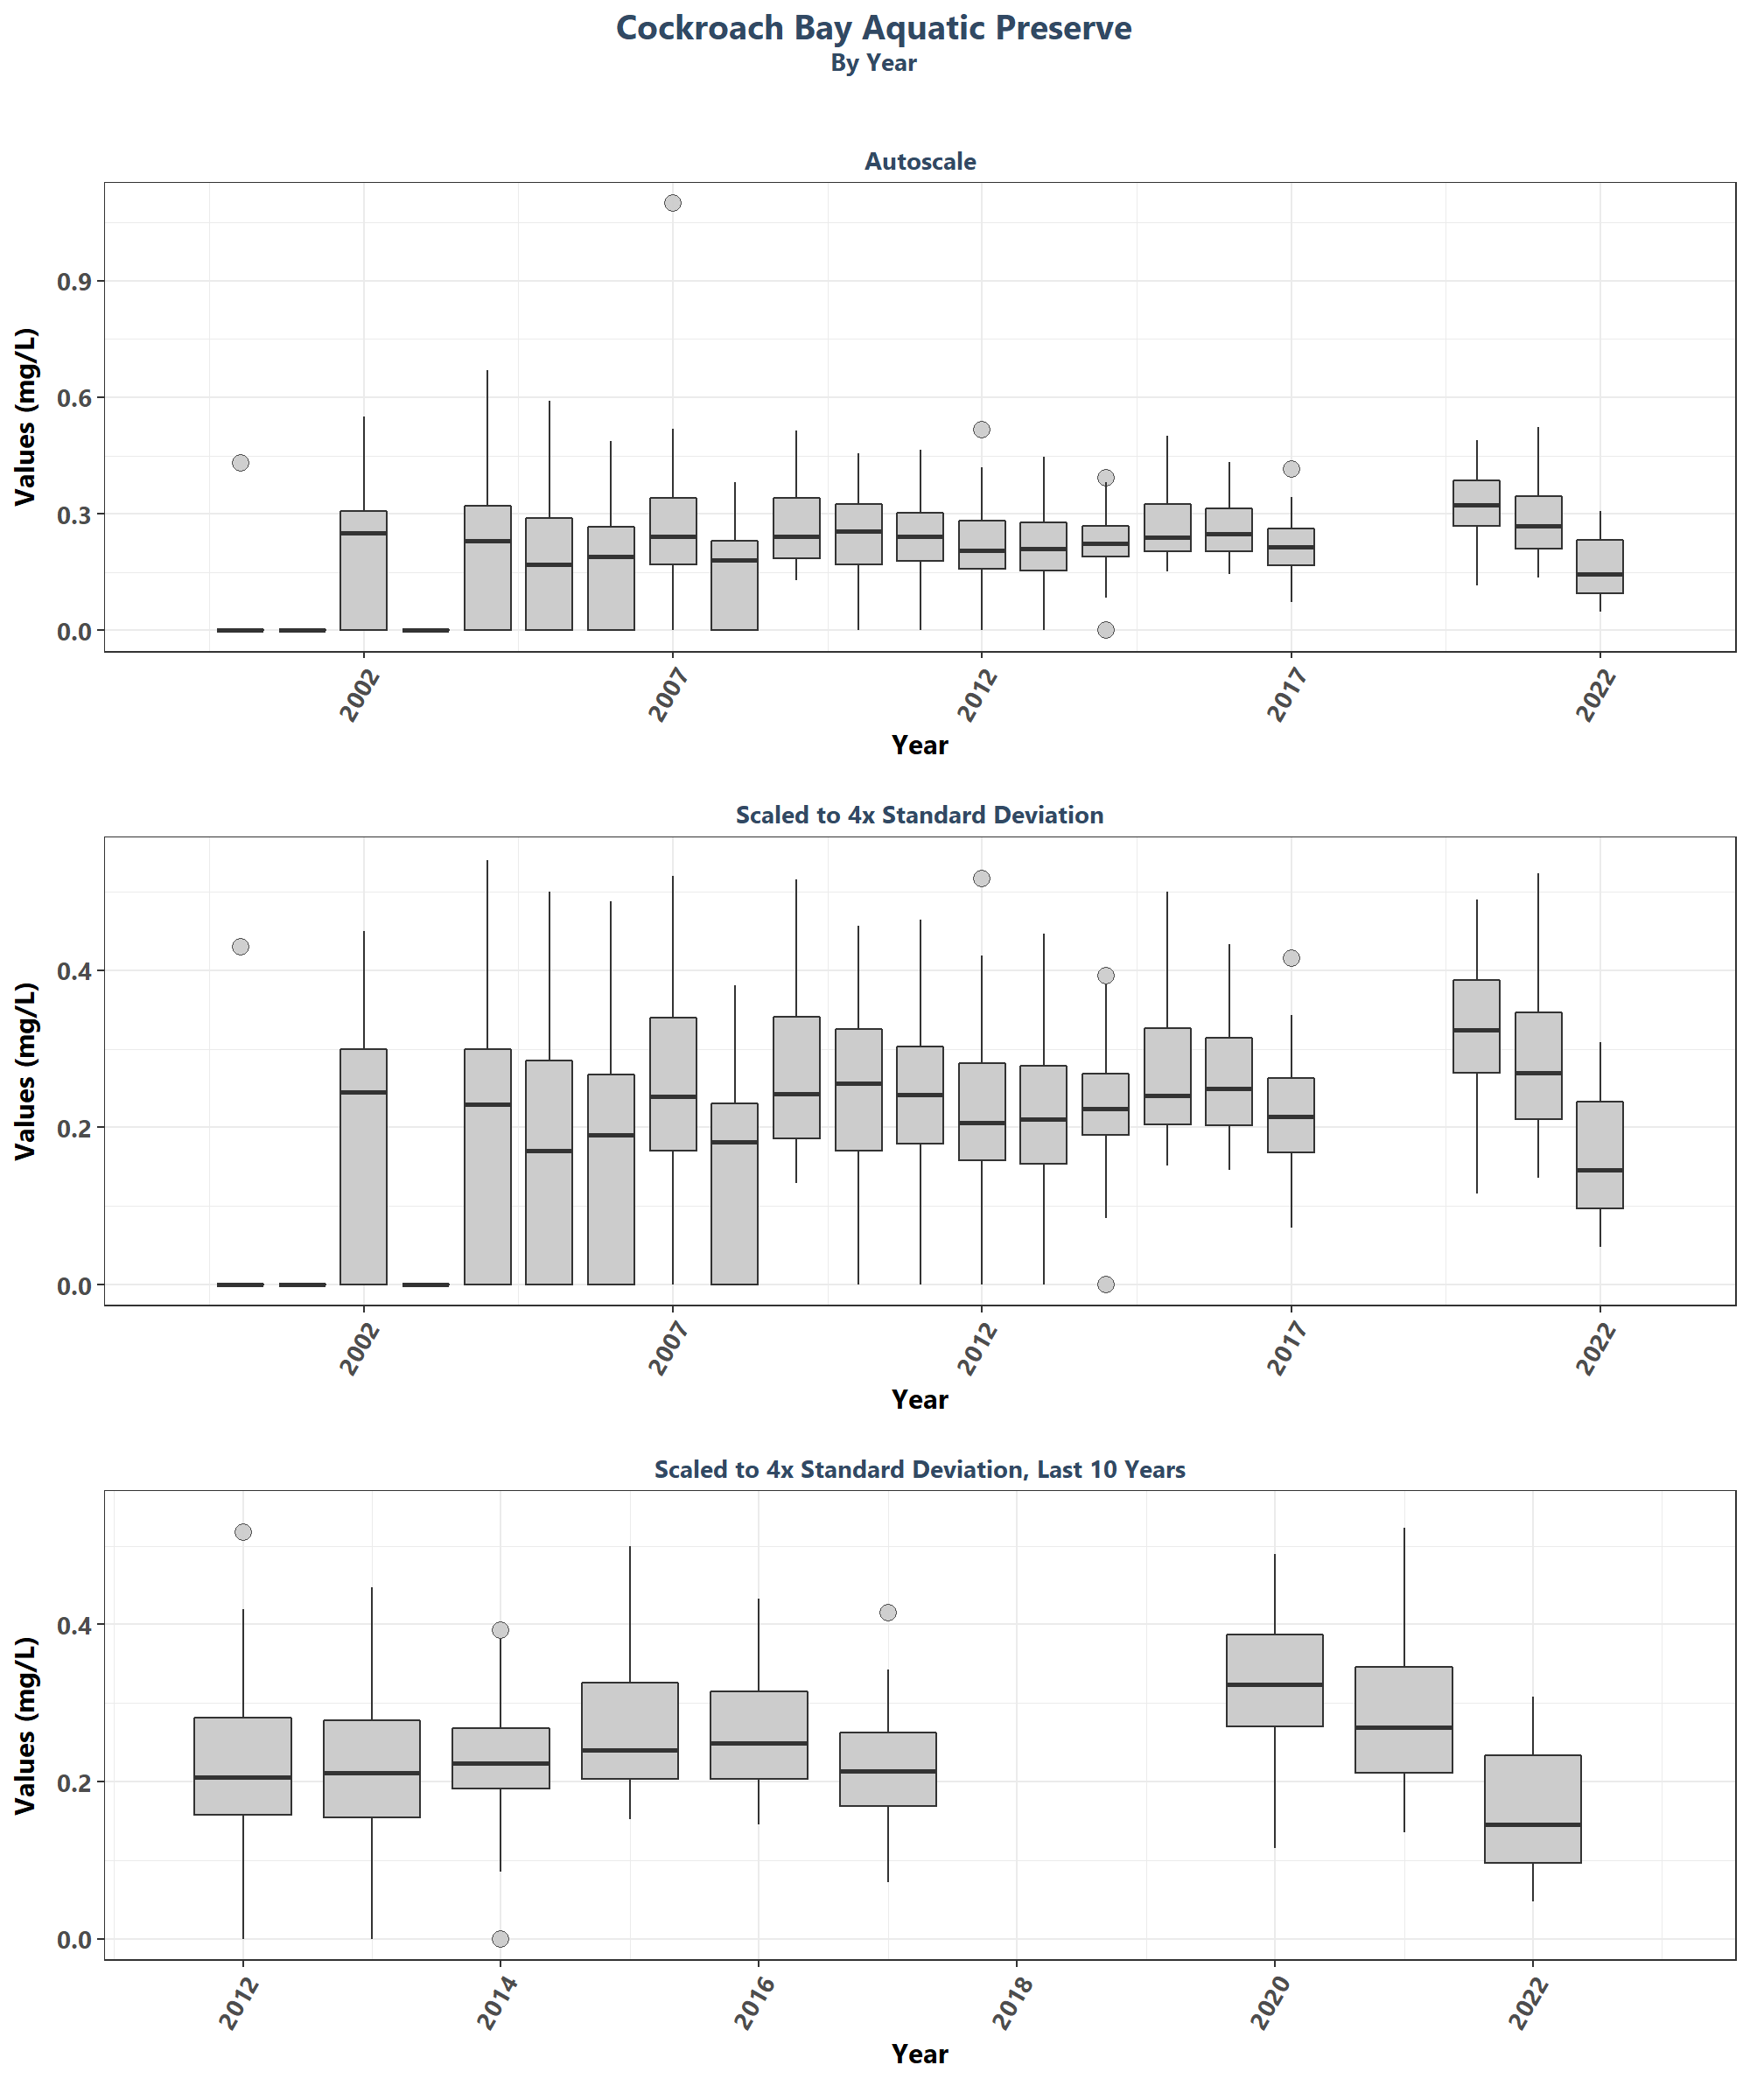 Cockroach Bay Aquatic Preserve
By Year
Autoscale
Values (mg/L)
0.9
0.6
0.3
0.0
2002
2007
2012
2017
2022
Year
Scaled to 4x Standard Deviation
Values (mg/L)
0.4
0.2
0.0
2002
2007
2012
2017
2022
Year
Scaled to 4x Standard Deviation, Last 10 Years
Values (mg/L)
0.4
0.2
0.0
2012
2014
2016
2018
2020
2022
Year